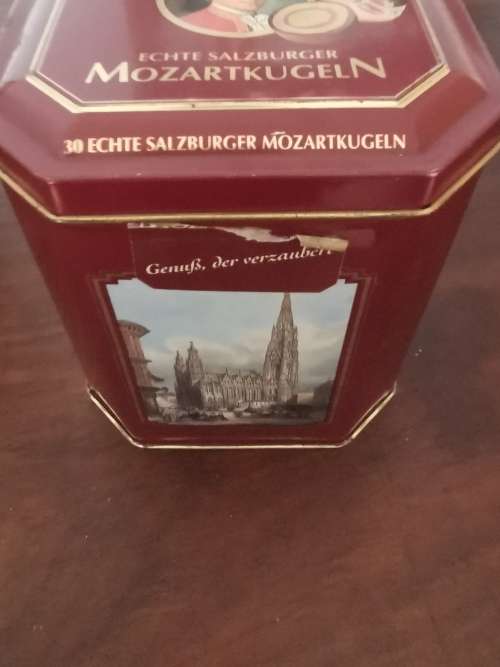 ECHTE SALZBURGER
MOZARTKUGELN
30 ECHTE SALZBURGER MOZARTKUGELN
Genuß, der verzaubert